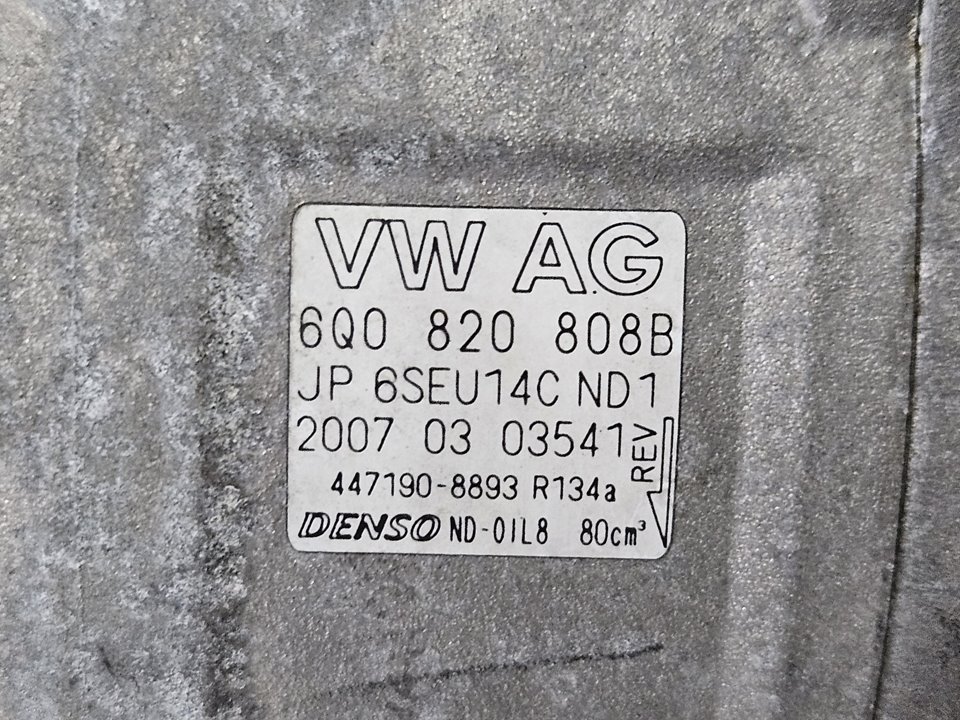 VW AG
6Q0 820 808B
JP 6SEU14C ND1
2007 03 03541
REV
447190-8893 R134a
DENSO ND-OIL8 80cm³